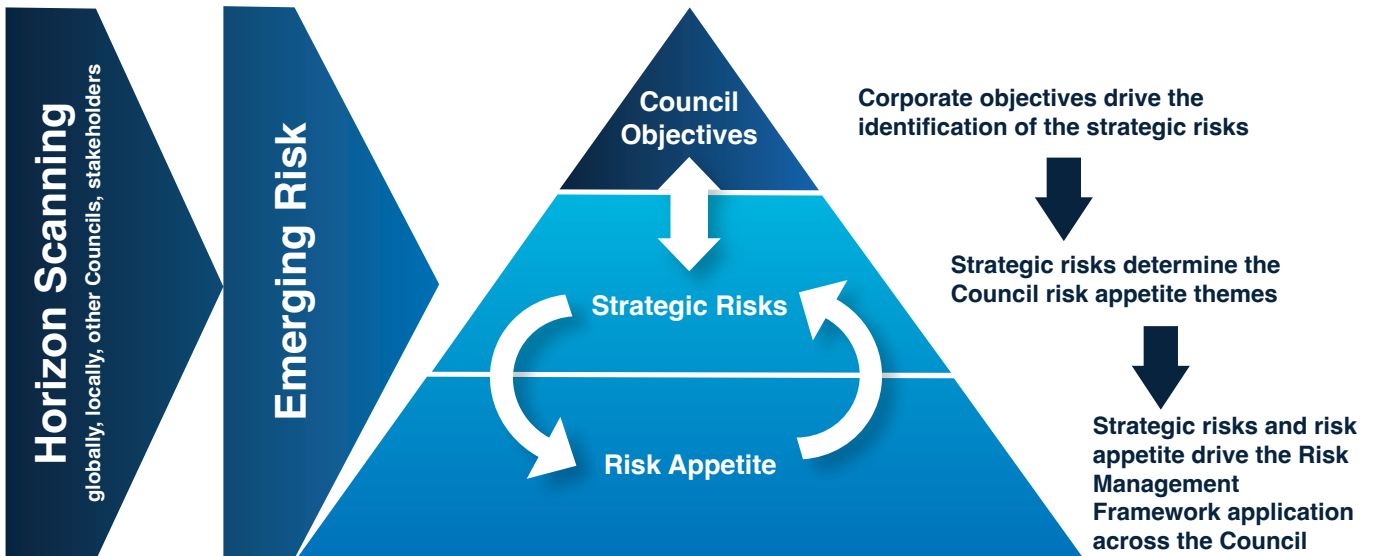 Horizon Scanning
globally, locally, other Councils, stakeholders
Emerging Risk
Council
Objectives
Strategic Risks
Risk Appetite
Corporate objectives drive the
identification of the strategic risks
Strategic risks determine the
Council risk appetite themes
Strategic risks and risk
appetite drive the Risk
Management
Framework application
across the Council